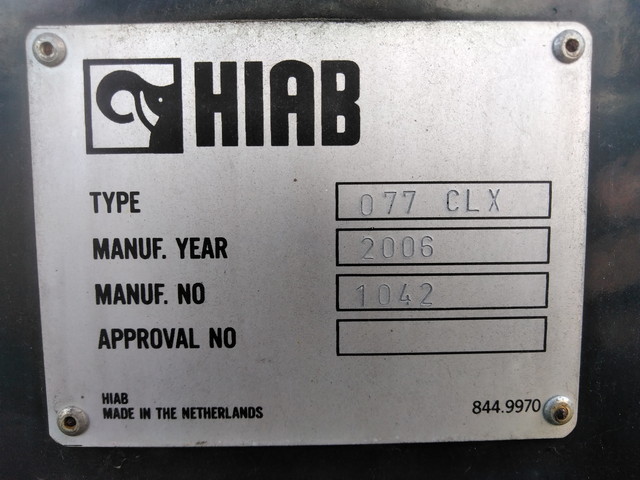 HIAB
TYPE 077 CLX
MANUF. YEAR 2006
MANUF. NO 1042
APPROVAL NO
HIAB
MADE IN THE NETHERLANDS 844.9970